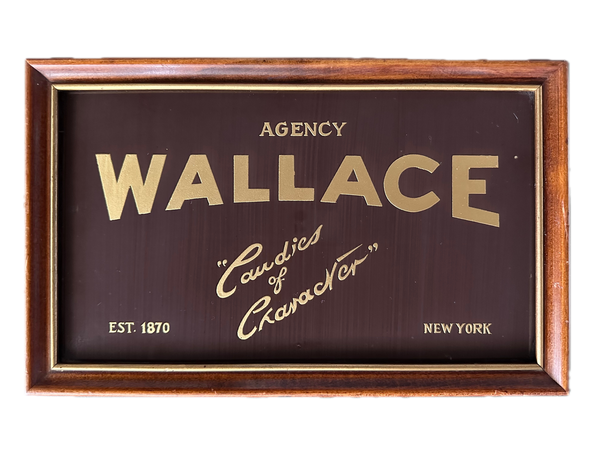 AGENCY
WALLACE
"Candies
of
Character"
EST. 1870
NEW YORK